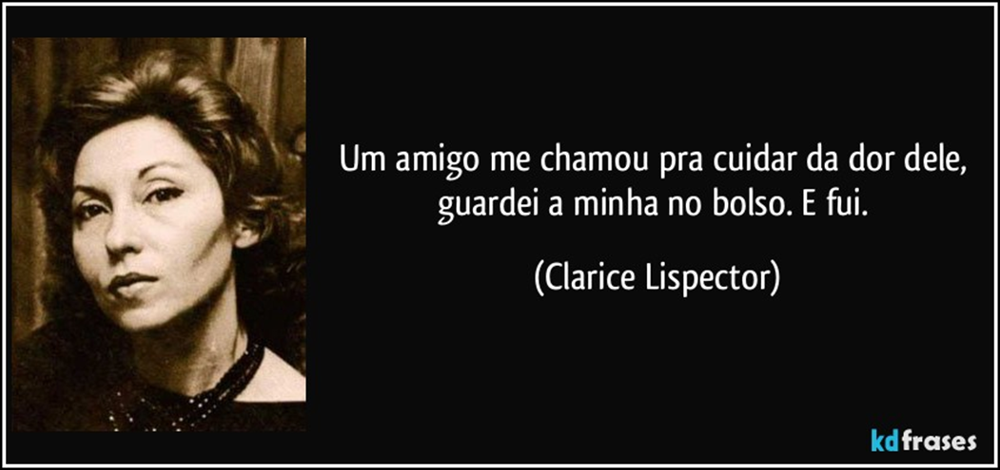 Um amigo me chamou pra cuidar da dor dele,
guardei a minha no bolso. E fui.
(Clarice Lispector)
kdfrases